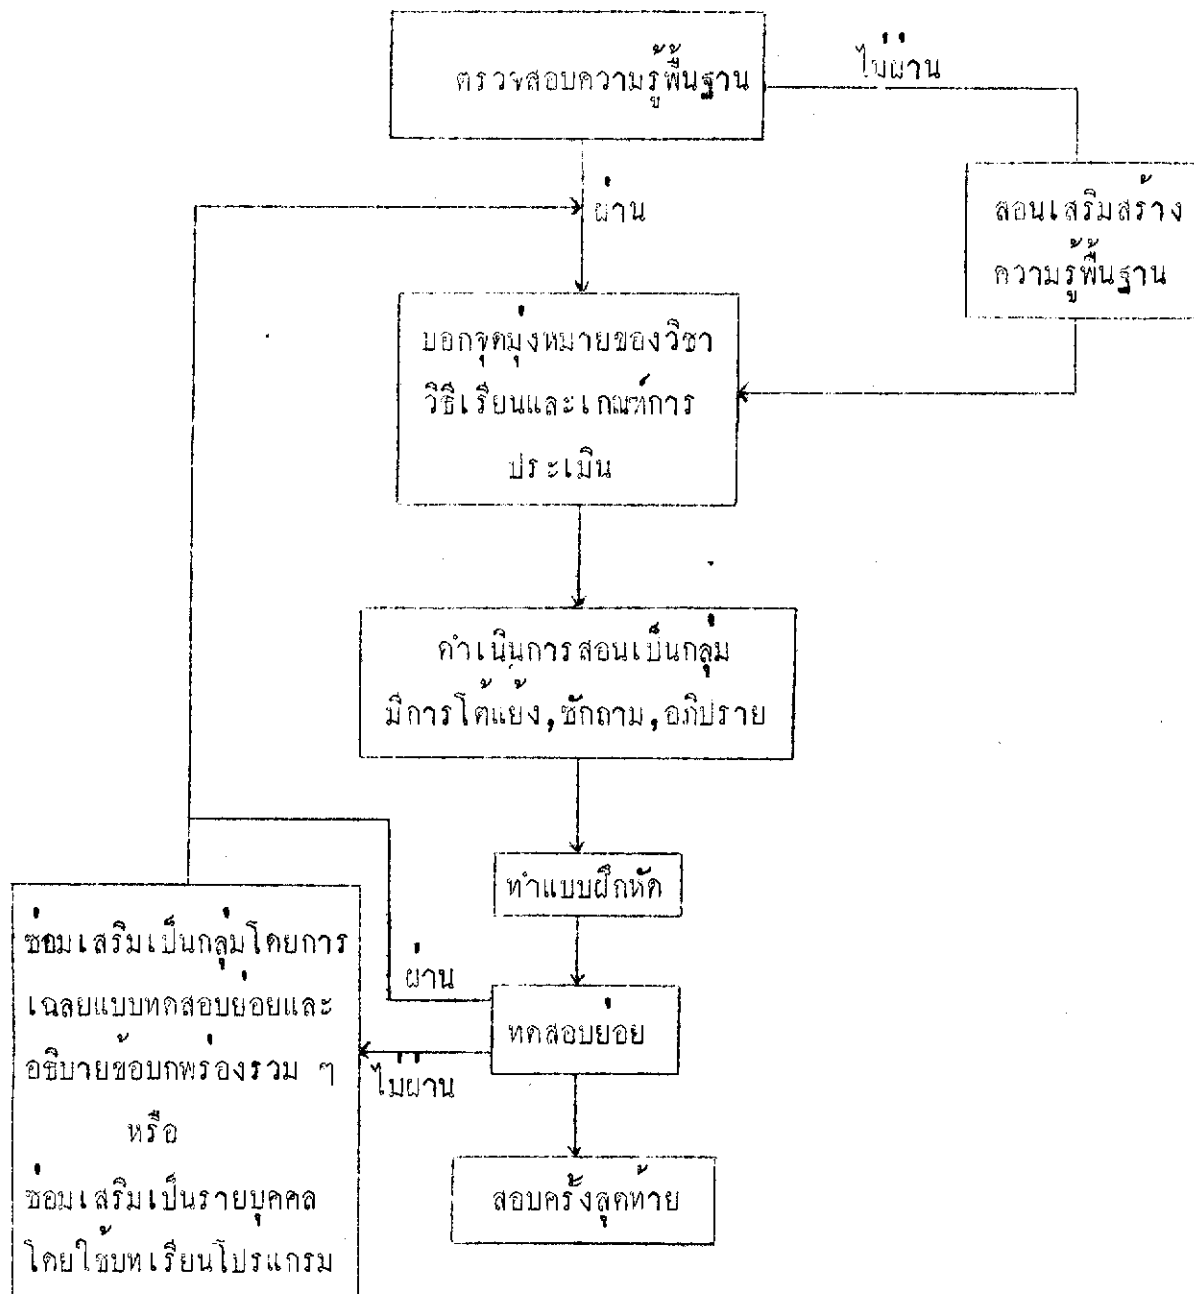 ตรวจสอบความรู้พื้นฐาน
ไม่ผ่าน
ผ่าน
สอนเสริมสร้าง
ความรู้พื้นฐาน
บอกจุดมุ่งหมายของวิชา
วิธีเรียนและเกณฑ์การ
ประเมิน
ดำเนินการสอนเป็นกลุ่ม
มีการโต้แย้ง,ซักถาม,อภิปราย
ทำแบบฝึกหัด
ผ่าน
ทดสอบย่อย
ไม่ผ่าน
ซ่อมเสริมเป็นกลุ่มโดยการ
เฉลยแบบทดสอบย่อยและ
อธิบายข้อบกพร่องรวม ๆ
หรือ
ซ่อมเสริมเป็นรายบุคคล
โดยใช้บทเรียนโปรแกรม
สอบครั้งสุดท้าย